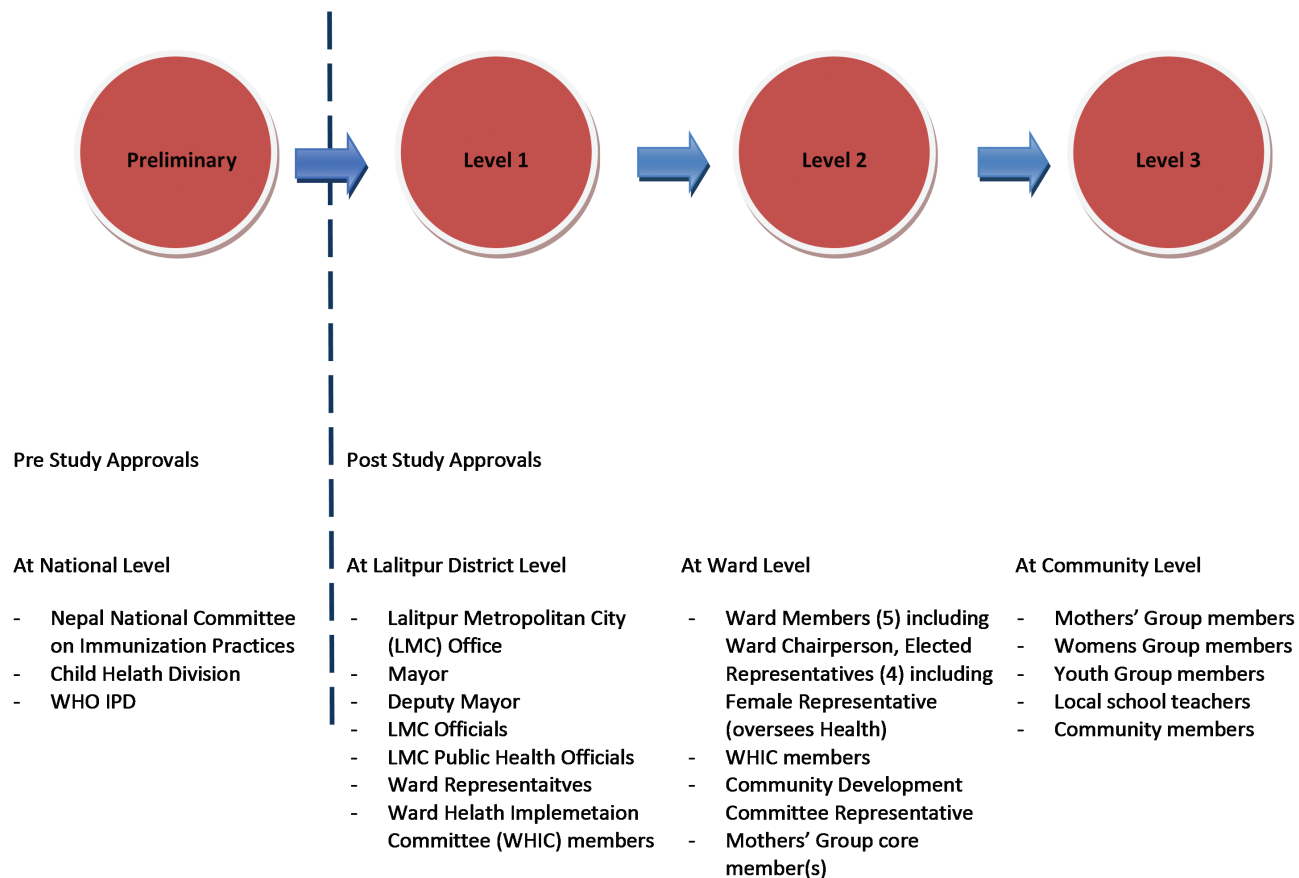 Preliminary
Level 1
Level 2
Level 3
Pre Study Approvals
Post Study Approvals
At National Level
- Nepal National Committee
on Immunization Practices
- Child Helath Division
- WHO IPD
At Lalitpur District Level
- Lalitpur Metropolitan City
(LMC) Office
- Mayor
- Deputy Mayor
- LMC Officials
- LMC Public Health Officials
- Ward Representaitves
- Ward Helath Implemetaion
Committee (WHIC) members
At Ward Level
- Ward Members (5) including
Ward Chairperson, Elected
Representatives (4) including
Female Representative
(oversees Health)
- WHIC members
- Community Development
Committee Representative
- Mothers' Group core
member(s)
At Community Level
- Mothers' Group members
- Womens Group members
- Youth Group members
- Local school teachers
- Community members